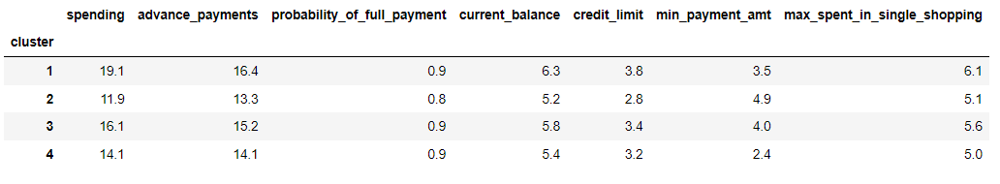 spending advance_payments probability_of_full_payment current_balance credit_limit min_payment_amt max_spent_in_single_shopping
cluster
1 19.1 16.4 0.9 6.3 3.8 3.5 6.1
2 11.9 13.3 0.8 5.2 2.8 4.9 5.1
3 16.1 15.2 0.9 5.8 3.4 4.0 5.6
4 14.1 14.1 0.9 5.4 3.2 2.4 5.0